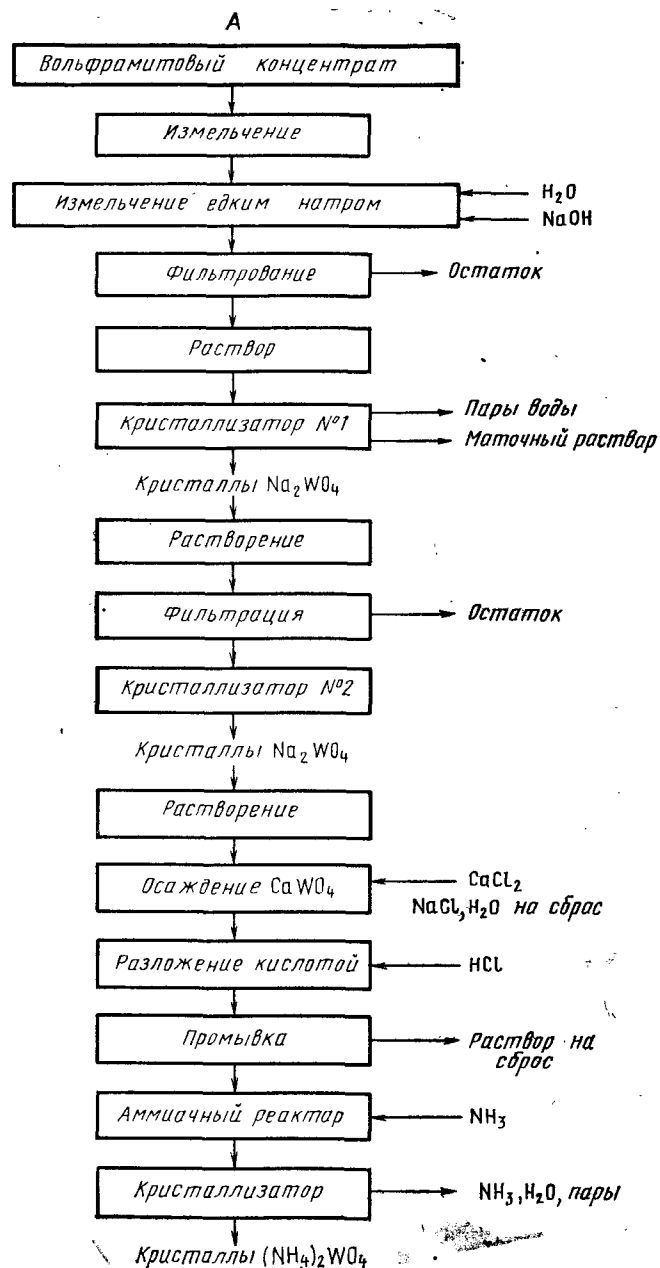 А
Вольфрамитовый концентрат
Измельчение
Измельчение едким натром
H₂O
NaOH
Фильтрование
Остаток
Раствор
Кристаллизатор №1
Пары воды
Маточный раствор
Кристаллы Na₂WO₄
Растворение
Фильтрация
Остаток
Кристаллизатор №2
Кристаллы Na₂WO₄
Растворение
Осаждение CaWO₄
CaCl₂
NaCl, H₂O на сброс
Разложение кислотой
HCl
Промывка
Раствор на
сброс
Аммиачный реактор
NH₃
Кристаллизатор
NH₃, H₂O, пары
Кристаллы (NH₄)₂WO₄